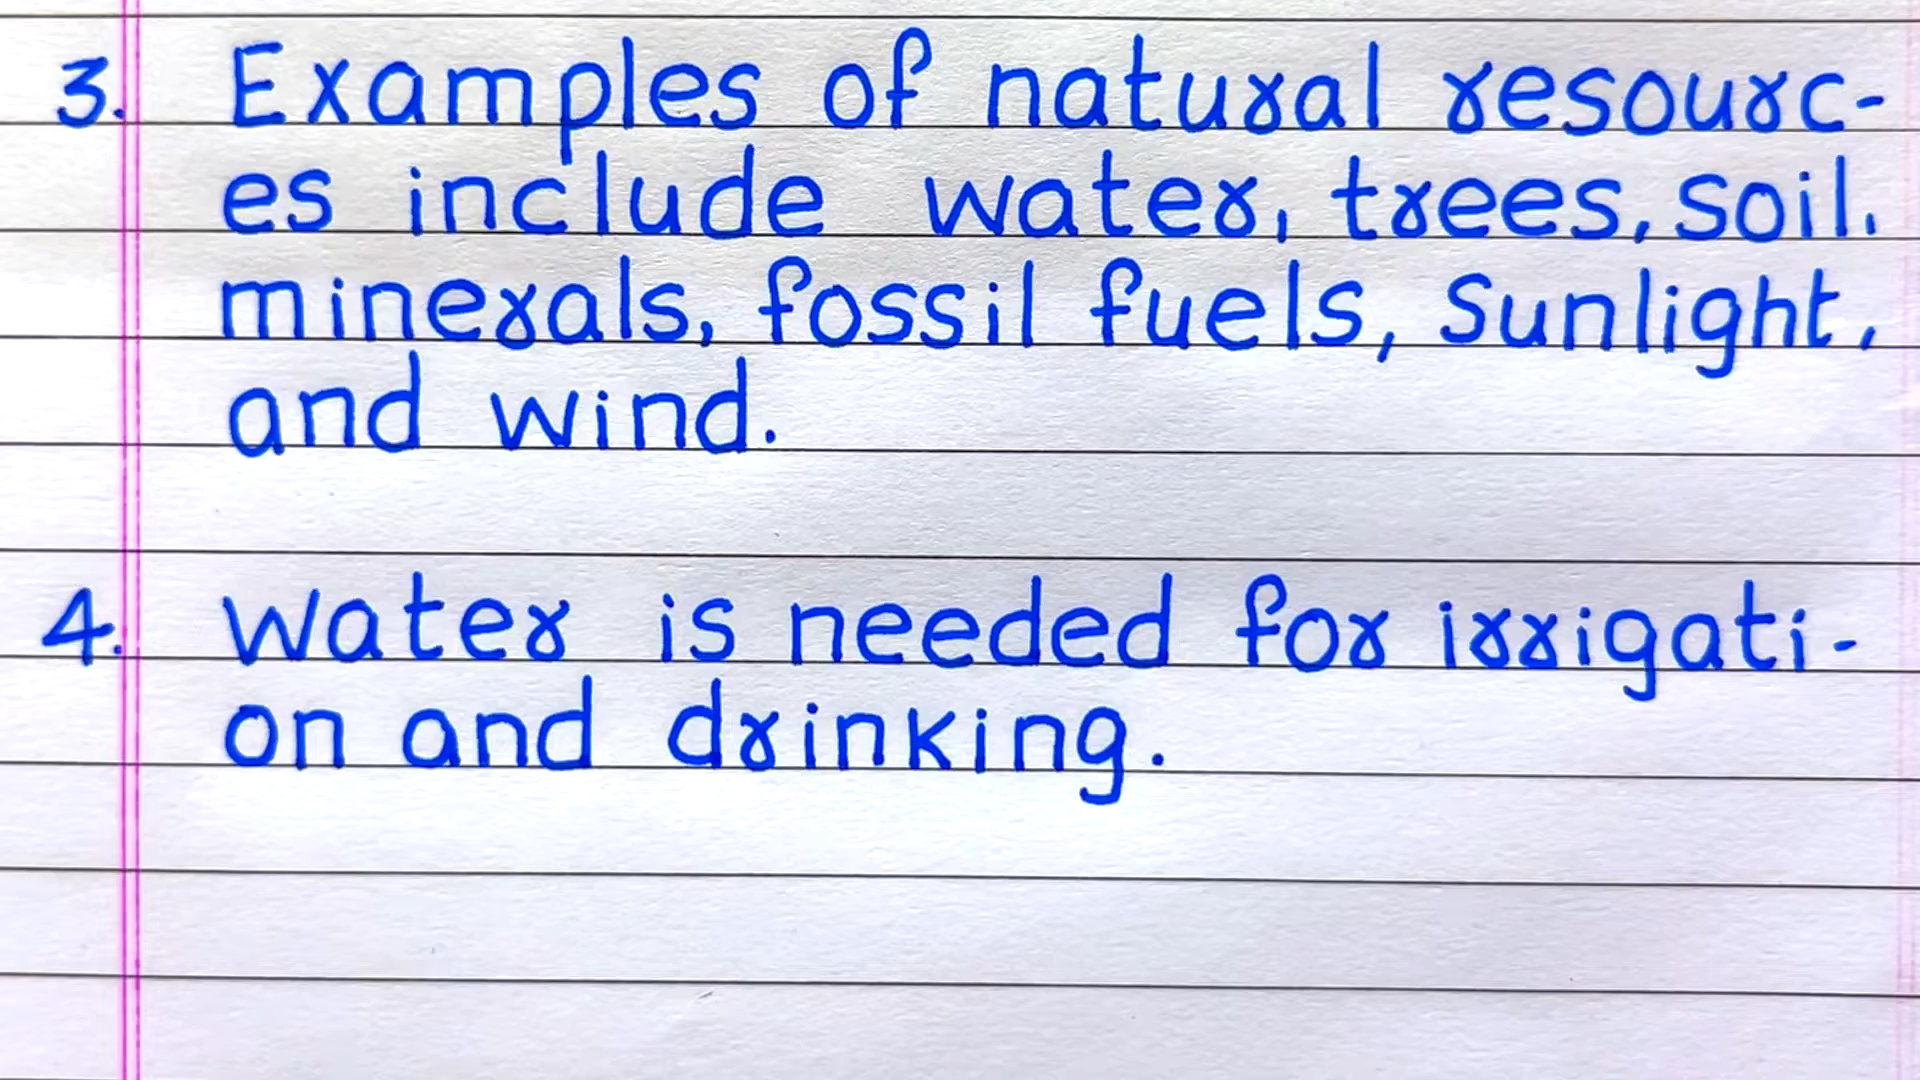 3. Examples of natural resourc-
es include water, trees, soil,
minerals, fossil fuels, Sunlight,
and wind.
4. Water is needed for irrigati-
on and drinking.